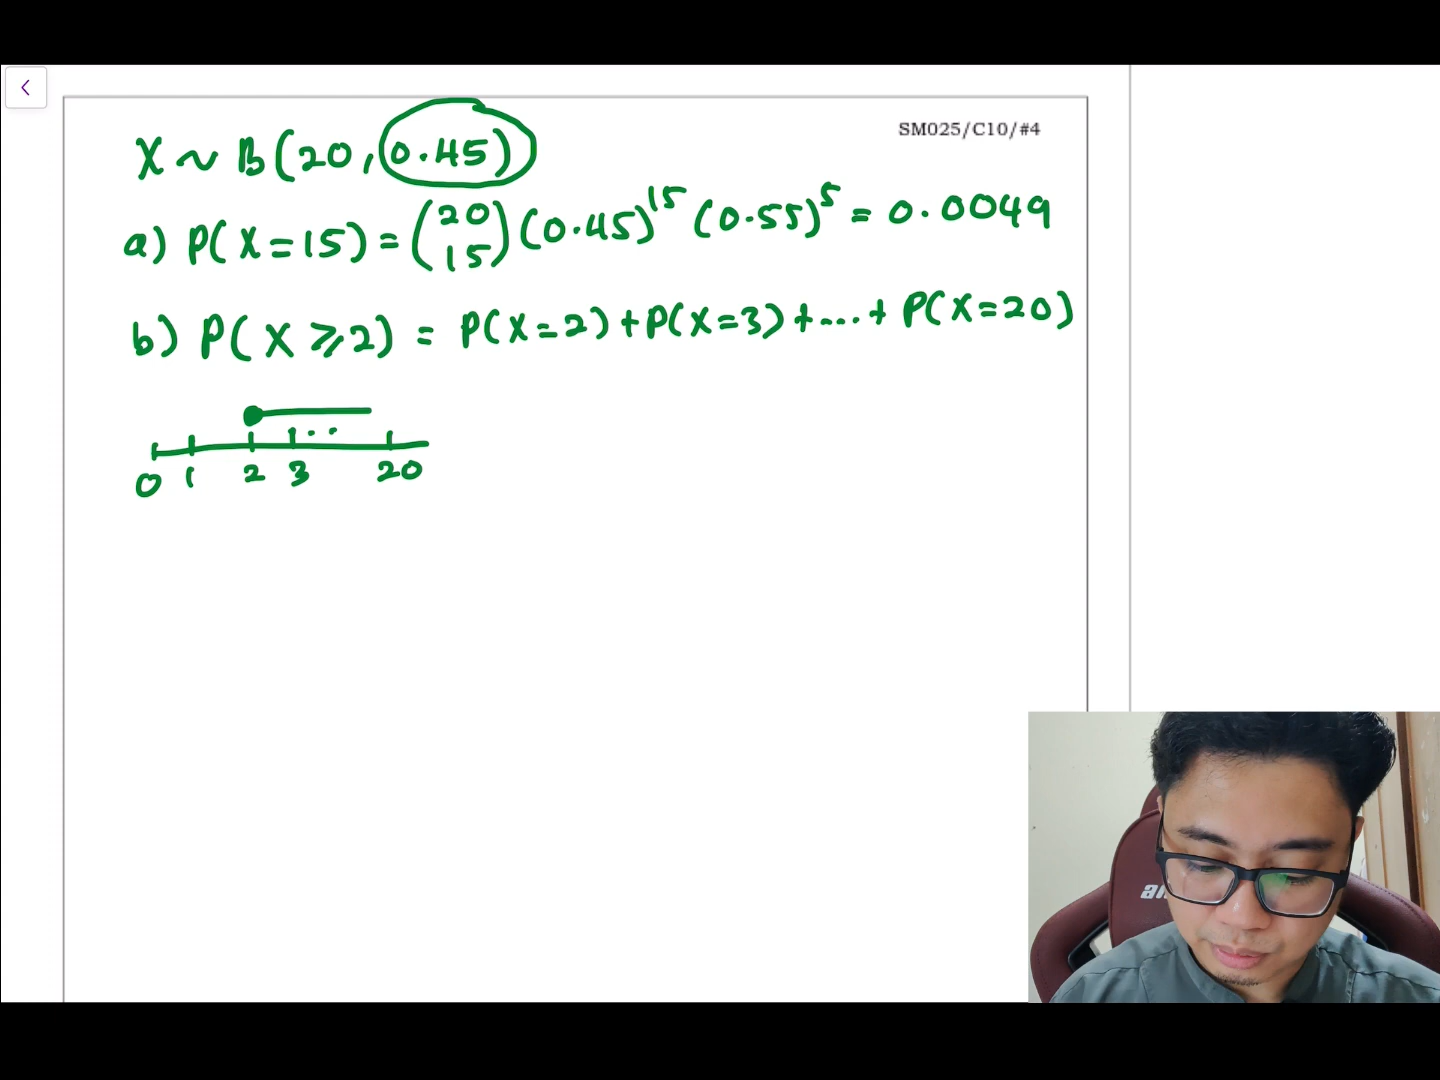 SM025/C10/#4
X ~ B(20, 0.45)
a) P(X=15) = (20 15) (0.45)^15 (0.55)^5 = 0.0049
b) P(X ≥ 2) = P(X=2) + P(X=3) + ... + P(X=20)
0 1 2 3 ... 20